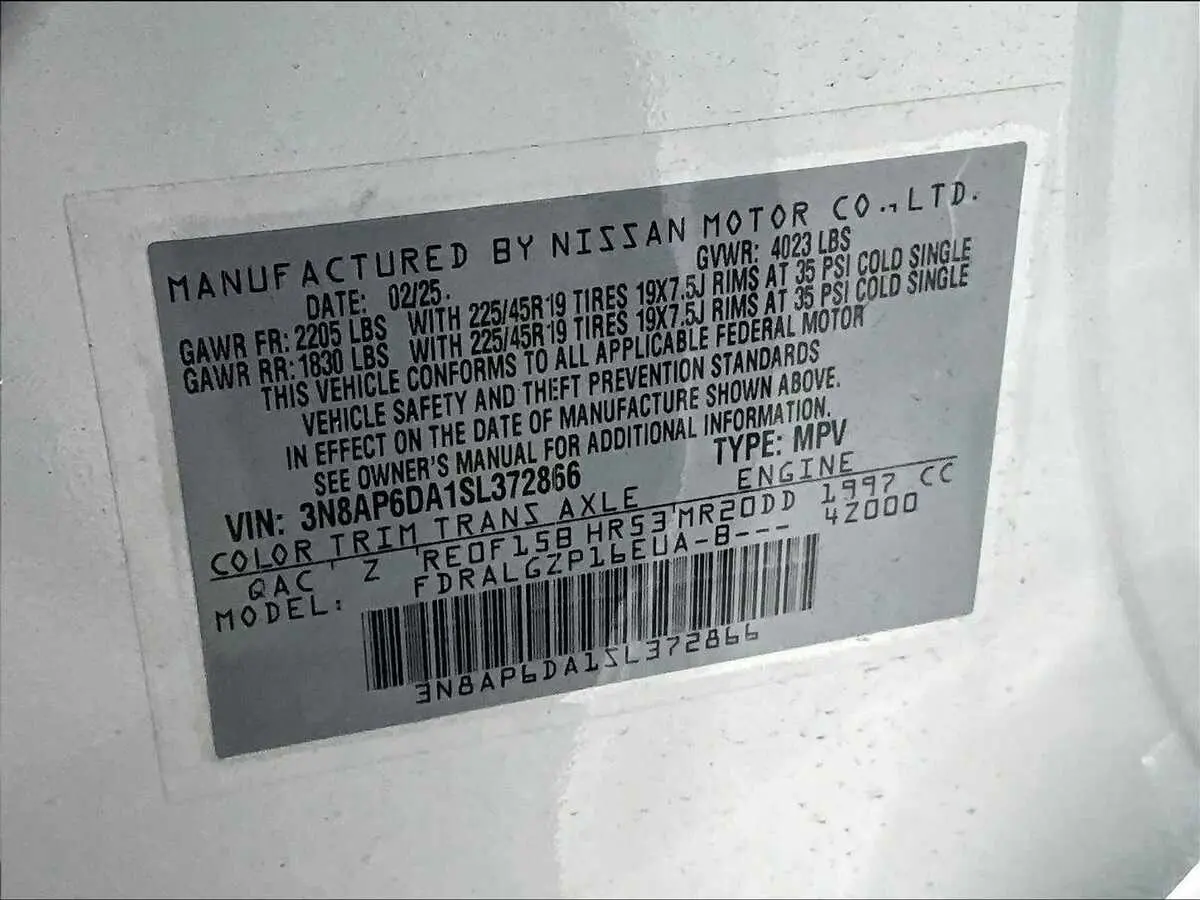 MANUFACTURED BY NISSAN MOTOR CO.,LTD.
DATE: 02/25. GVWR: 4023 LBS
GAWR FR: 2205 LBS WITH 225/45R19 TIRES 19X7.5J RIMS AT 35 PSI COLD SINGLE
GAWR RR: 1830 LBS WITH 225/45R19 TIRES 19X7.5J RIMS AT 35 PSI COLD SINGLE
THIS VEHICLE CONFORMS TO ALL APPLICABLE FEDERAL MOTOR
VEHICLE SAFETY AND THEFT PREVENTION STANDARDS
IN EFFECT ON THE DATE OF MANUFACTURE SHOWN ABOVE.
SEE OWNER'S MANUAL FOR ADDITIONAL INFORMATION.
VIN: 3N8AP6DA1SL372866 TYPE: MPV
COLOR TRIM TRANS AXLE ENGINE
QAC ' Z ' RE0F15B HR53 ' MR20DD 1997 CC
MODEL: FDRALGZP16EUA-B--- 4Z000
3N8AP6DA1SL372866